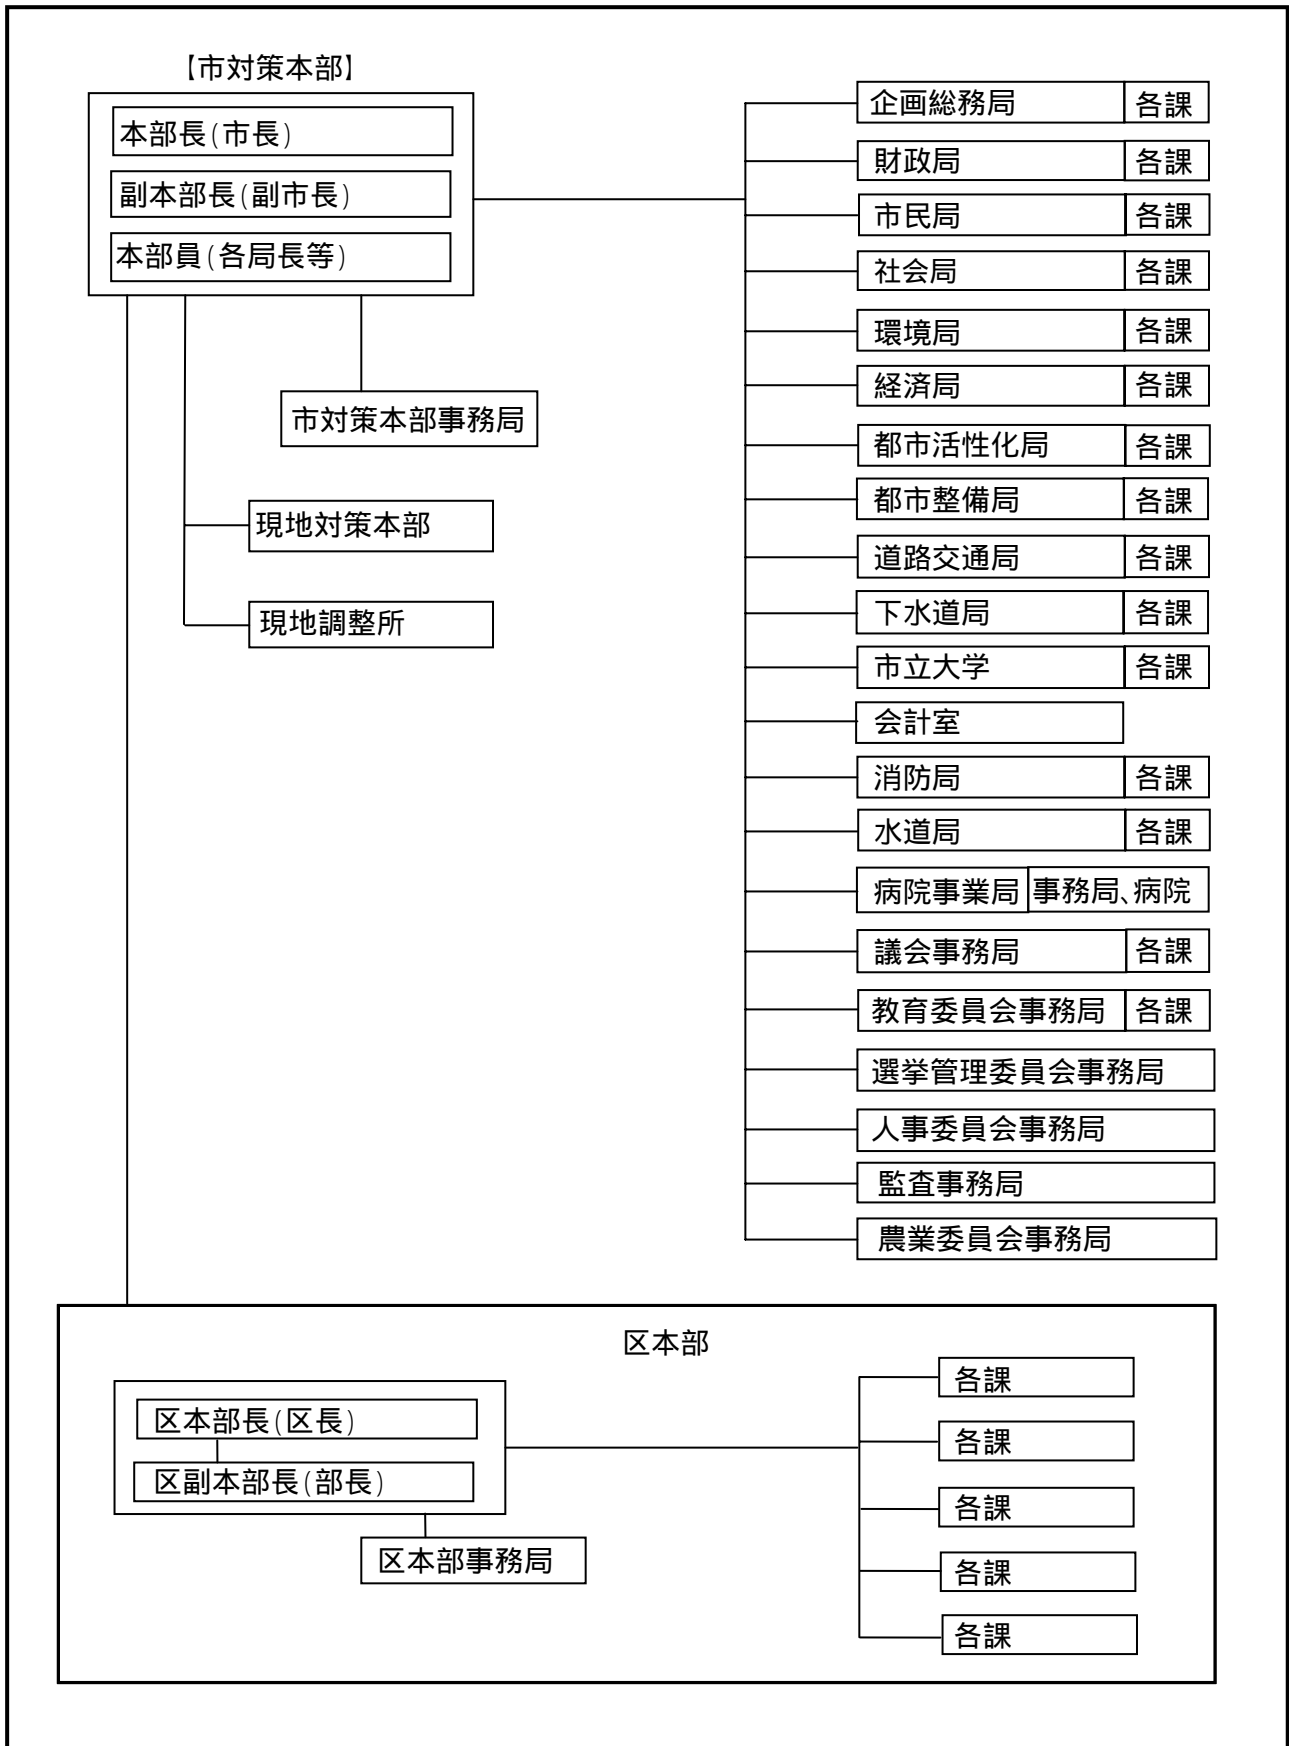 【市対策本部】
本部長(市長)
副本部長(副市長)
本部員(各局長等)
市対策本部事務局
現地対策本部
現地調整所
企画総務局 各課
財政局 各課
市民局 各課
社会局 各課
環境局 各課
経済局 各課
都市活性化局 各課
都市整備局 各課
道路交通局 各課
下水道局 各課
市立大学 各課
会計室
消防局 各課
水道局 各課
病院事業局 事務局、病院
議会事務局 各課
教育委員会事務局 各課
選挙管理委員会事務局
人事委員会事務局
監査事務局
農業委員会事務局
区本部
区本部長(区長)
区副本部長(部長)
区本部事務局
各課
各課
各課
各課
各課